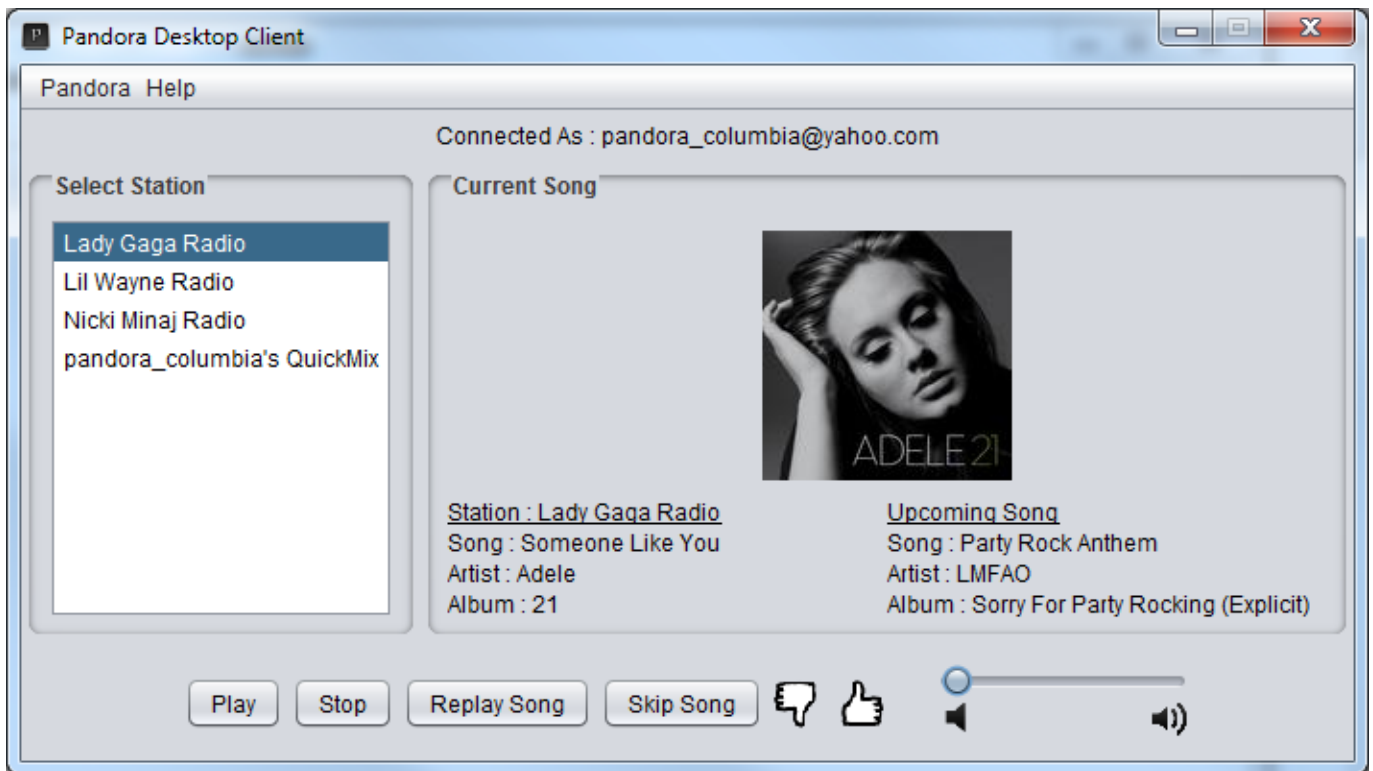 Pandora Desktop Client
Pandora Help
Connected As : pandora_columbia@yahoo.com
Select Station
Lady Gaga Radio
Lil Wayne Radio
Nicki Minaj Radio
pandora_columbia's QuickMix
Current Song
ADELE 21
Station : Lady Gaga Radio
Song : Someone Like You
Artist : Adele
Album : 21
Upcoming Song
Song : Party Rock Anthem
Artist : LMFAO
Album : Sorry For Party Rocking (Explicit)
Play Stop Replay Song Skip Song